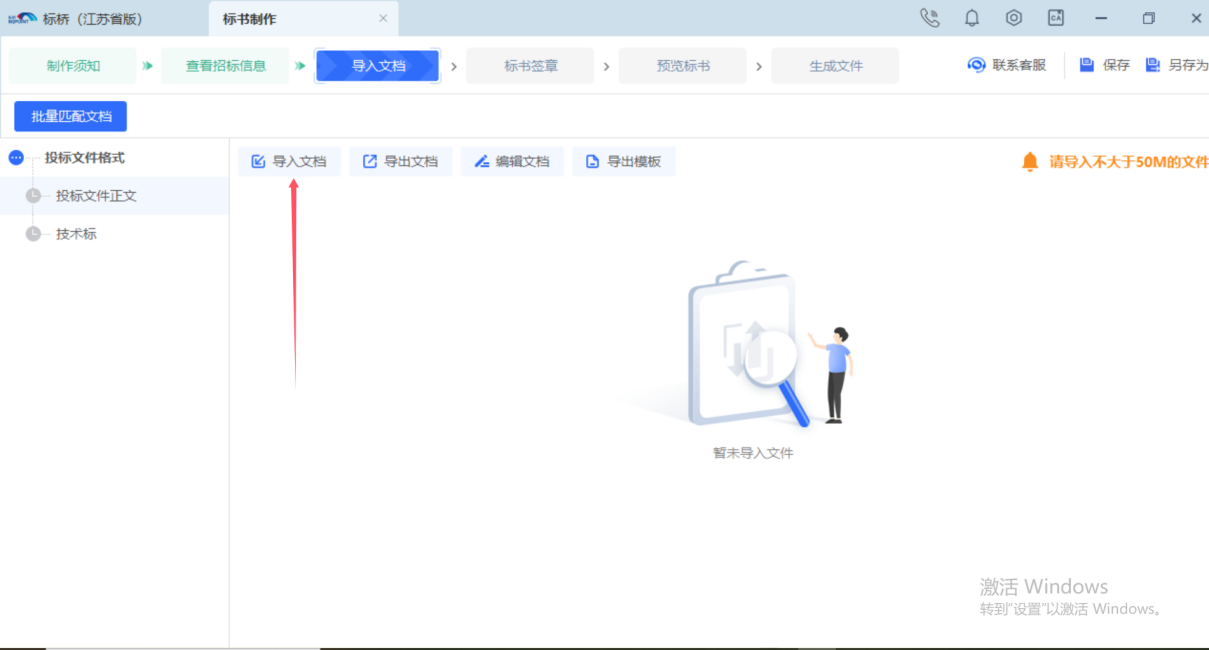 标桥（江苏省版）
标书制作
CA
制作须知
查看招标信息
导入文档
标书签章
预览标书
生成文件
联系客服
保存
另存为
批量匹配文档
投标文件格式
投标文件正文
技术标
导入文档
导出文档
编辑文档
导出模板
请导入不大于50M的文件
暂未导入文件
激活 Windows
转到“设置”以激活 Windows。